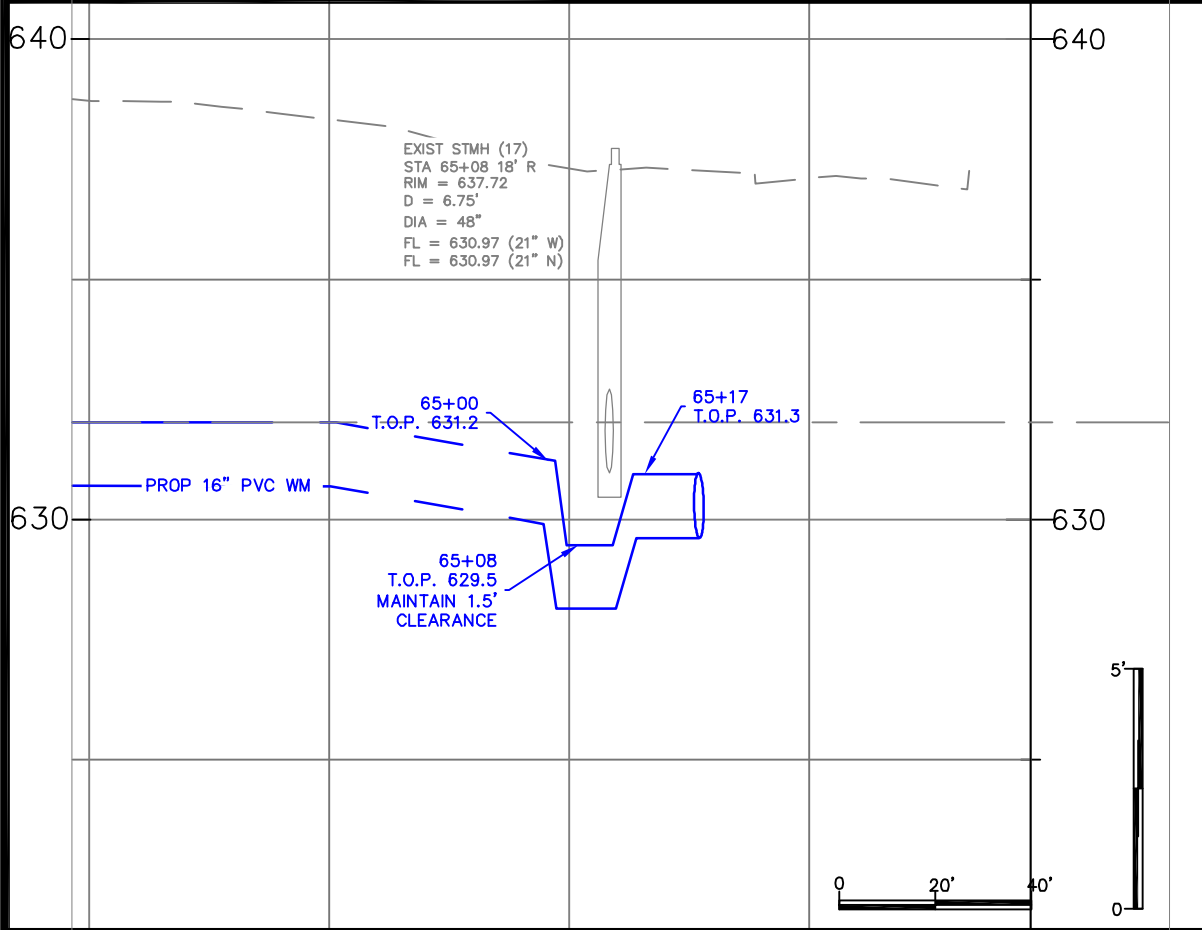 640
640
EXIST STMH (17)
STA 65+08 18' R
RIM = 637.72
D = 6.75'
DIA = 48"
FL = 630.97 (21" W)
FL = 630.97 (21" N)
65+00
T.O.P. 631.2
65+17
T.O.P. 631.3
PROP 16" PVC WM
630
630
65+08
T.O.P. 629.5
MAINTAIN 1.5'
CLEARANCE
5'
0
0
20'
40'